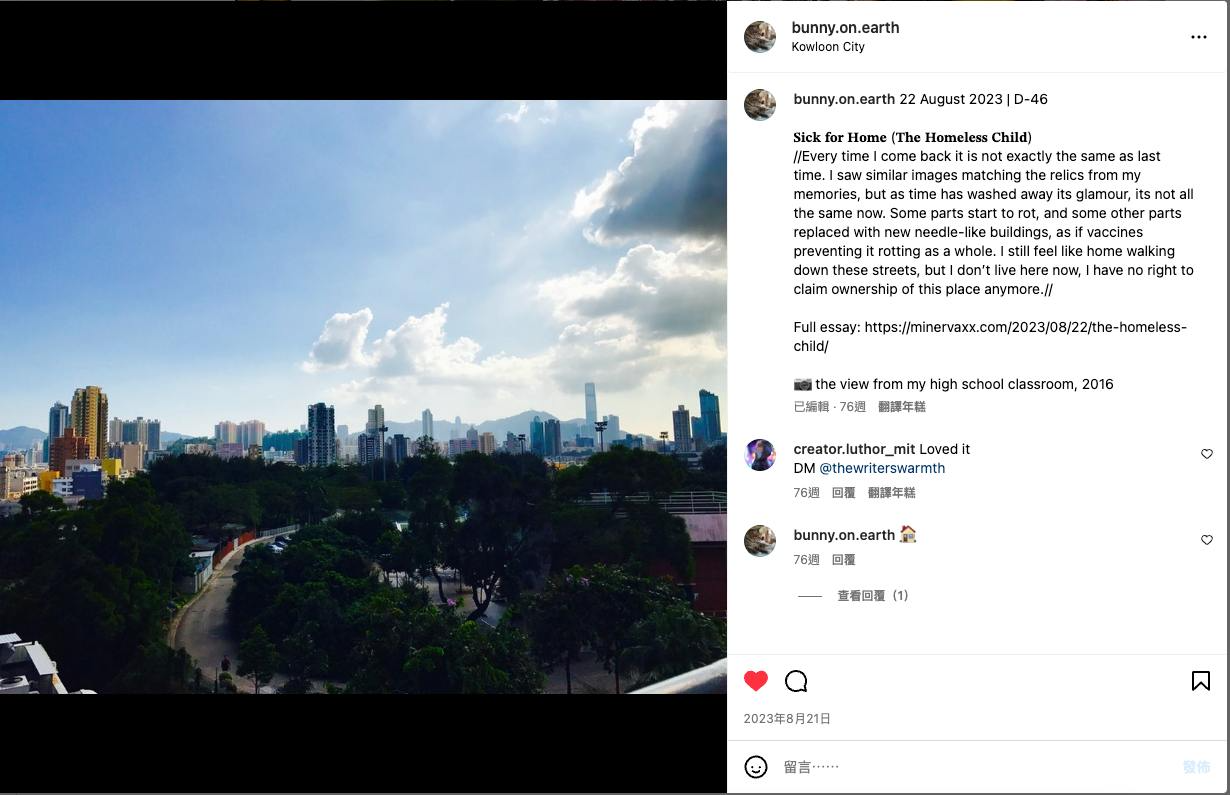 bunny.on.earth
Kowloon City
bunny.on.earth 22 August 2023 | D-46
Sick for Home (The Homeless Child)
//Every time I come back it is not exactly the same as last
time. I saw similar images matching the relics from my
memories, but as time has washed away its glamour, its not all
the same now. Some parts start to rot, and some other parts
replaced with new needle-like buildings, as if vaccines
preventing it rotting as a whole. I still feel like home walking
down these streets, but I don’t live here now, I have no right to
claim ownership of this place anymore.//
Full essay: https://minervaxx.com/2023/08/22/the-homeless-
child/
📷 the view from my high school classroom, 2016
已編輯 · 76週 翻譯年糕
creator.luthor_mit Loved it
DM @thewriterswarmth
76週 回覆 翻譯年糕
bunny.on.earth 🏠
76週 回覆
查看回覆（1）
2023年8月21日
留言⋯⋯
發佈